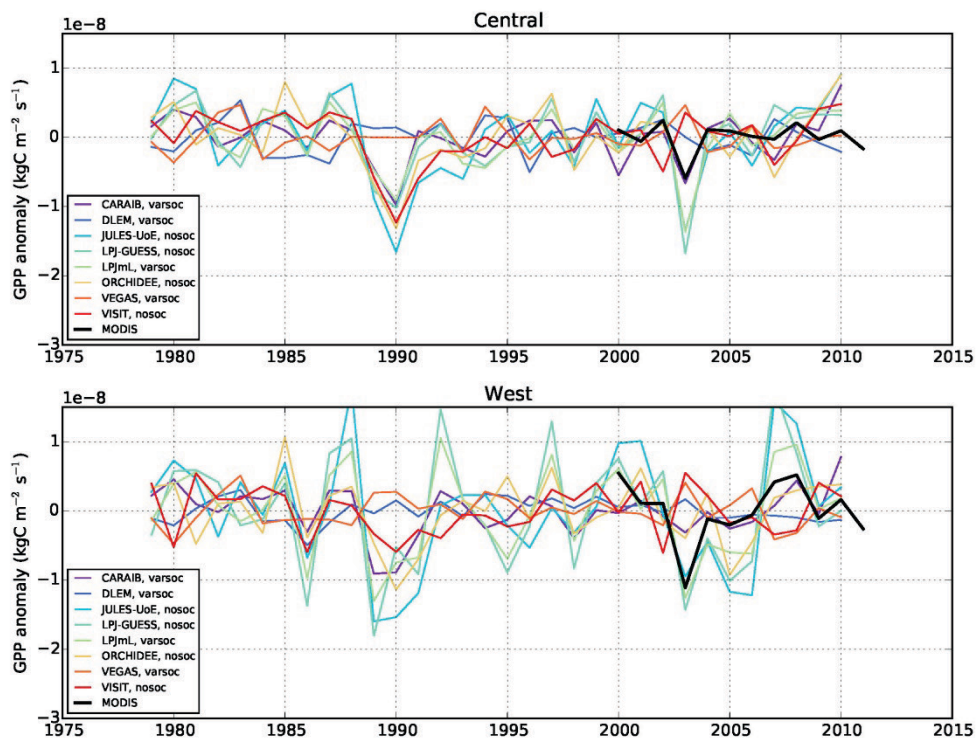 Central
1e−8
GPP anomaly (kgC m−2 s−1)
1
0
−1
−2
−3
CARAIB, varsoc
DLEM, varsoc
JULES-UoE, nosoc
LPJ-GUESS, nosoc
LPJmL, varsoc
ORCHIDEE, nosoc
VEGAS, varsoc
VISIT, nosoc
MODIS
1975 1980 1985 1990 1995 2000 2005 2010 2015
West
1e−8
GPP anomaly (kgC m−2 s−1)
1
0
−1
−2
−3
CARAIB, varsoc
DLEM, varsoc
JULES-UoE, nosoc
LPJ-GUESS, nosoc
LPJmL, varsoc
ORCHIDEE, nosoc
VEGAS, varsoc
VISIT, nosoc
MODIS
1975 1980 1985 1990 1995 2000 2005 2010 2015